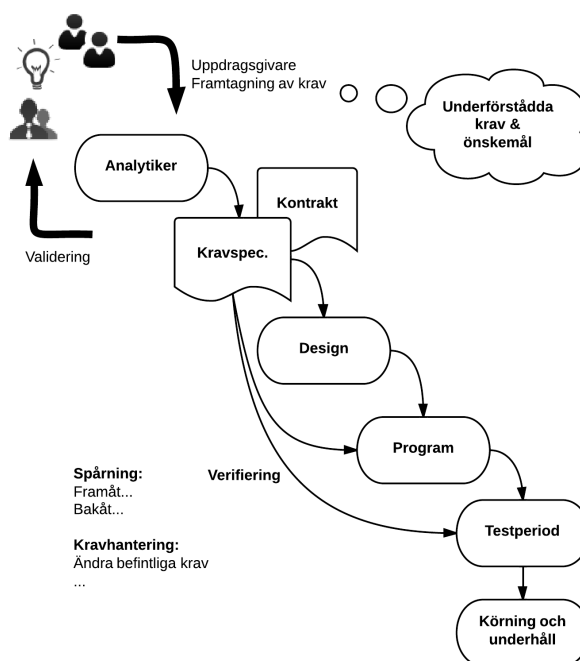 Uppdragsgivare
Framtagning av krav
Underförstådda
krav &
önskemål
Analytiker
Kontrakt
Kravspec.
Validering
Design
Program
Spårning:
Framåt...
Bakåt...
Verifiering
Testperiod
Kravhantering:
Ändra befintliga krav
...
Körning och
underhåll